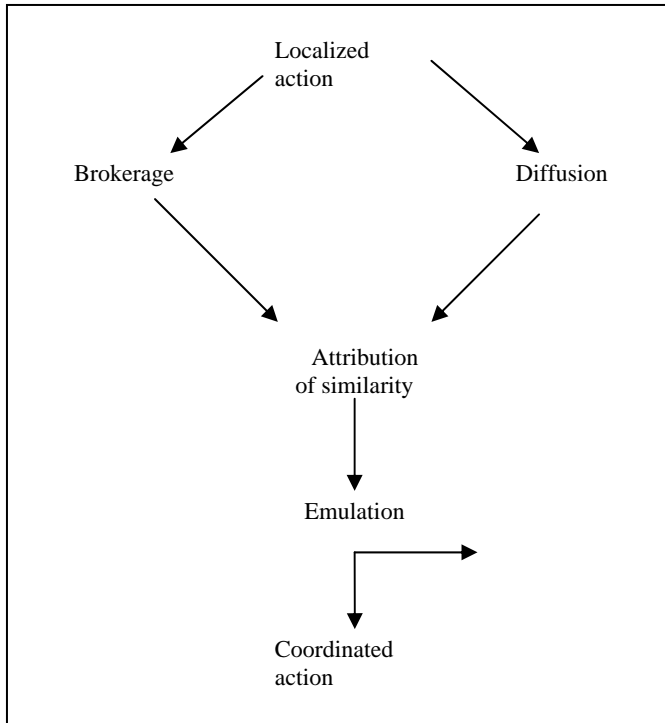 Localized
action
Brokerage
Diffusion
Attribution
of similarity
Emulation
Coordinated
action